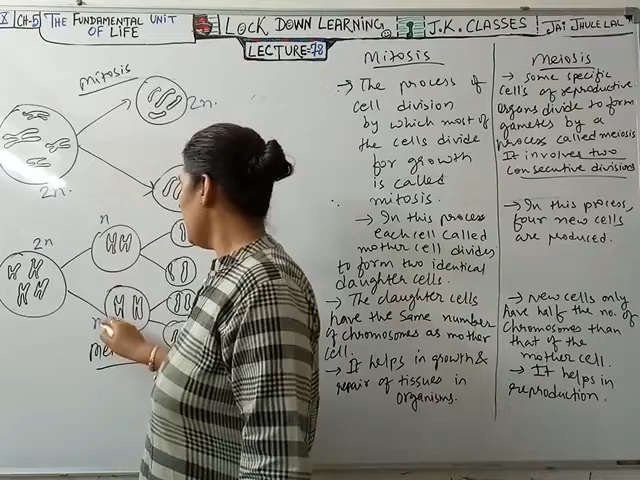 IX
CH-5
THE FUNDAMENTAL UNIT
OF LIFE
LOCK DOWN LEARNING
J.K. CLASSES
JAI JHULELAL
LECTURE-78
Mitosis
2n.
2n.
2n
n
n
Mitosis
→ The process of
cell division
by which most of
the cells divide
for growth
is called
mitosis.
→ In this process
each cell called
mother cell divides
to form two identical
daughter cells.
→ The daughter cells
have the same number
of chromosomes as mother
cell.
→ It helps in growth &
repair of tissues in
organisms.
Meiosis
→ some specific
cells of reproductive
organs divide to form
gametes by a
process called meiosis
It involves two
consecutive divisions
→ In this process,
four new cells
are produced.
→ New cells only
have half the no. of
chromosomes than
that of the
mother cell.
→ It helps in
reproduction.